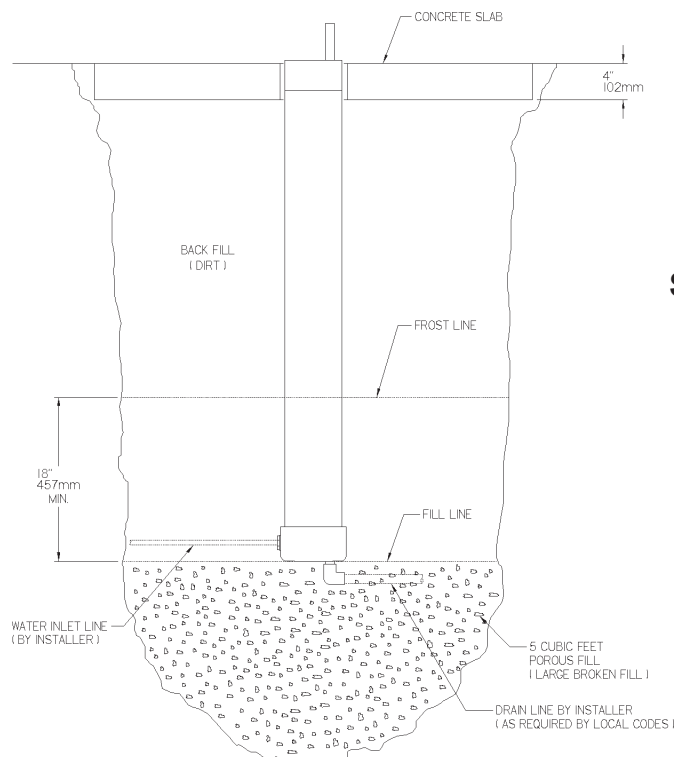 CONCRETE SLAB
4"
102mm
BACK FILL
( DIRT )
FROST LINE
18"
457mm
MIN.
FILL LINE
WATER INLET LINE
( BY INSTALLER )
5 CUBIC FEET
POROUS FILL
( LARGE BROKEN FILL )
DRAIN LINE BY INSTALLER
( AS REQUIRED BY LOCAL CODES )